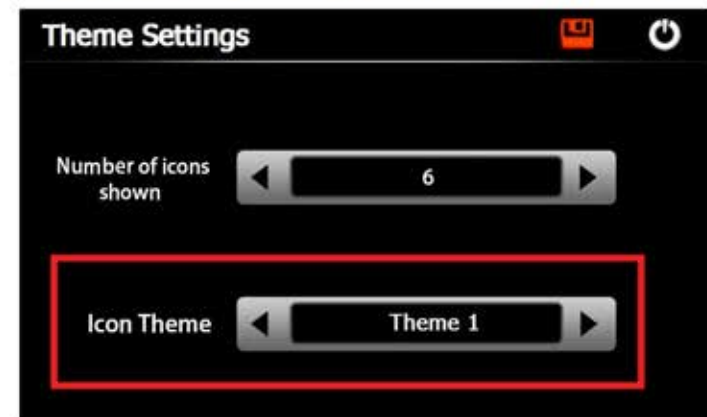 Theme Settings
Number of icons
shown
6
Icon Theme
Theme 1